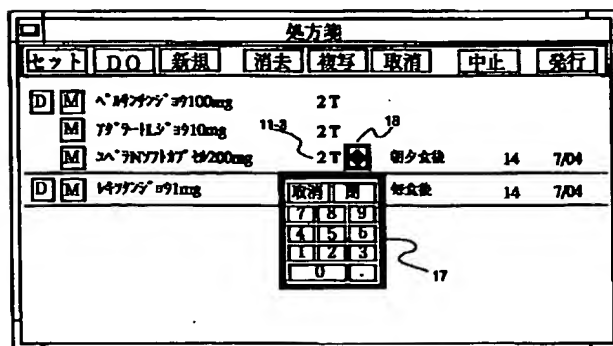 処方箋
セット DO 新規 消去 複写 取消 中止 発行
D M ﾍﾟﾙｻﾝﾁﾝｼﾞｮｳ100mg 2T
M ｱﾀﾞﾗｰﾄLｼﾞｮｳ10mg 2T
11-3 18
M ﾕﾍﾞﾗNｿﾌﾄｶﾌﾟｾﾙ200mg 2T 朝夕食後 14 7/04
D M ﾚｷｿﾀﾝｼﾞｮｳ1mg 毎食後 14 7/04
取消 閉
7 8 9
4 5 6
1 2 3
0 .
17